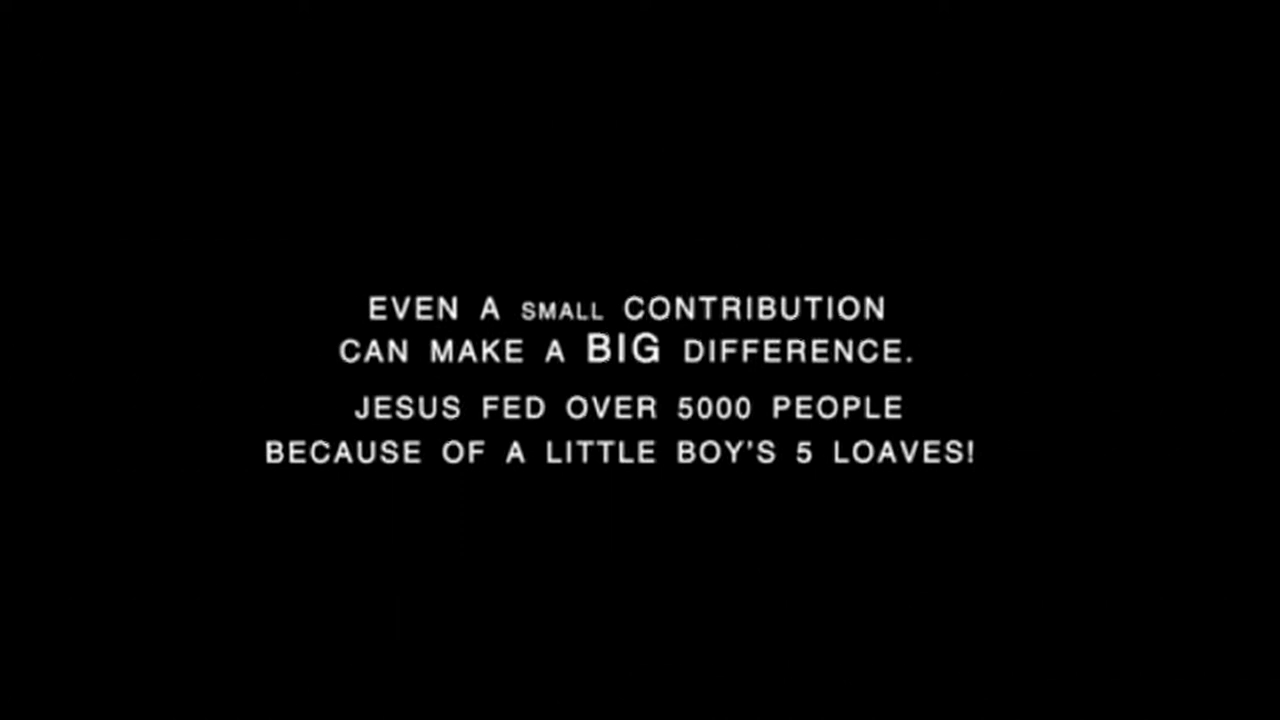 EVEN A SMALL CONTRIBUTION
CAN MAKE A BIG DIFFERENCE.
JESUS FED OVER 5000 PEOPLE
BECAUSE OF A LITTLE BOY'S 5 LOAVES!